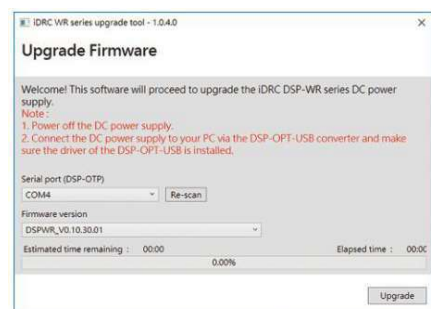 iDRC WR series upgrade tool - 1.0.4.0
Upgrade Firmware
Welcome! This software will proceed to upgrade the iDRC DSP-WR series DC power
supply.
Note :
1. Power off the DC power supply.
2. Connect the DC power supply to your PC via the DSP-OPT-USB converter and make
sure the driver of the DSP-OPT-USB is installed.
Serial port (DSP-OTP)
COM4 Re-scan
Firmware version
DSPWR_V0.10.30.01
Estimated time remaining : 00:00 Elapsed time : 00:00
0.00%
Upgrade